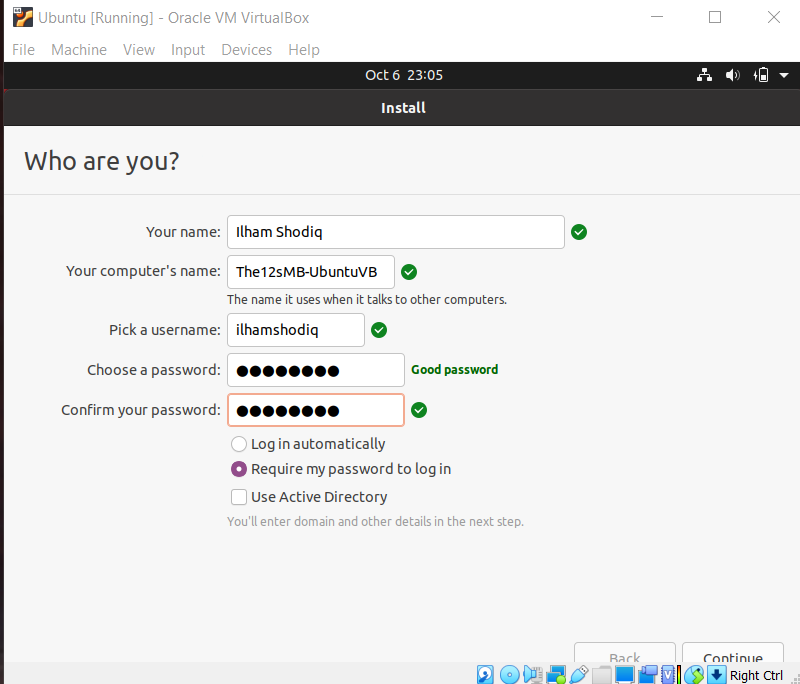 Ubuntu [Running] - Oracle VM VirtualBox
File Machine View Input Devices Help
Oct 6 23:05
Install
Who are you?
Your name: Ilham Shodiq
Your computer's name: The12sMB-UbuntuVB
The name it uses when it talks to other computers.
Pick a username: ilhamshodiq
Choose a password: ●●●●●●●● Good password
Confirm your password: ●●●●●●●●
Log in automatically
Require my password to log in
Use Active Directory
You'll enter domain and other details in the next step.
Back Continue
Right Ctrl